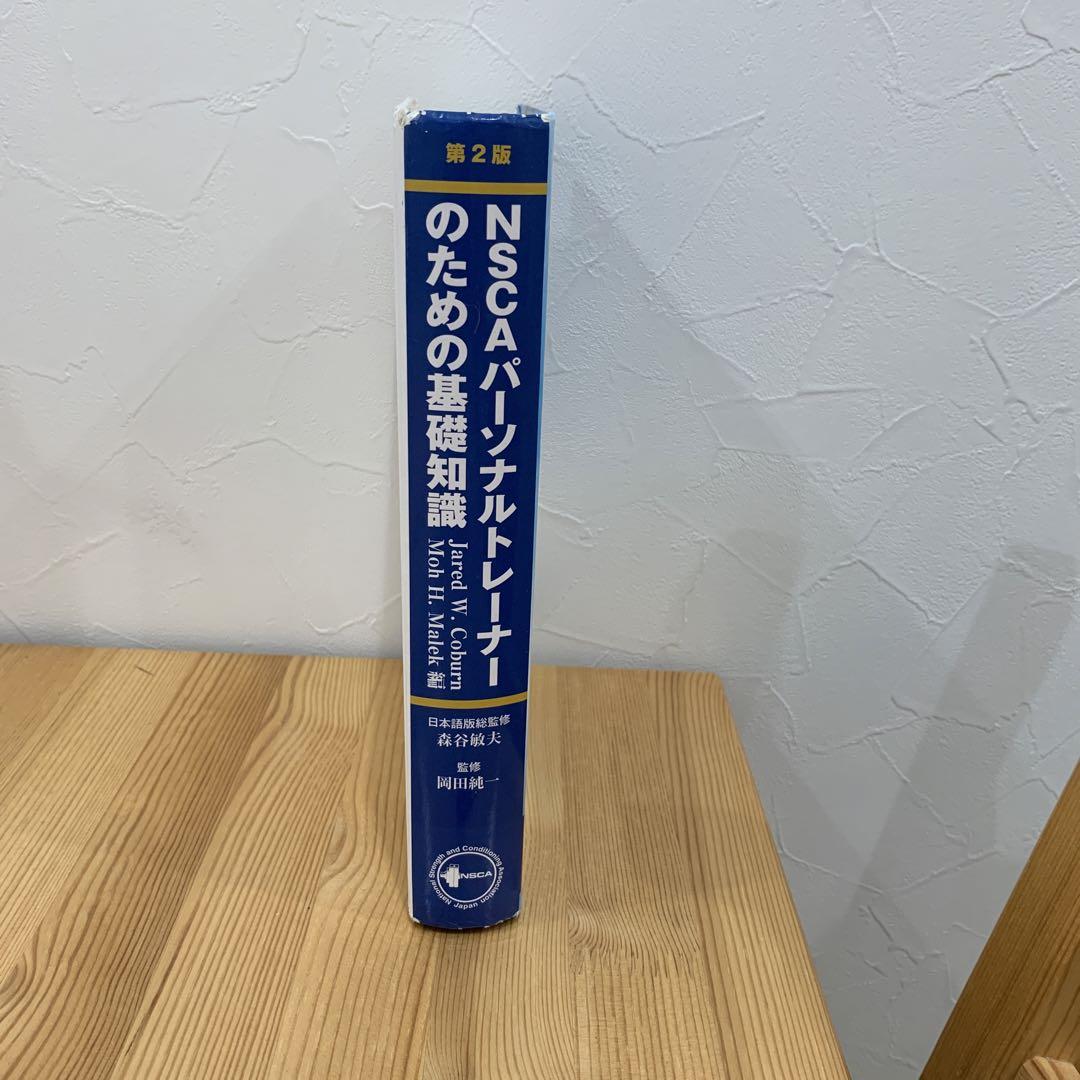 第2版
NSCAパーソナルトレーナー
のための基礎知識
Jared W. Coburn
Moh H. Malek 編
日本語版総監修
森谷敏夫
監修
岡田純一
National Strength and Conditioning Association
Japan
NSCA